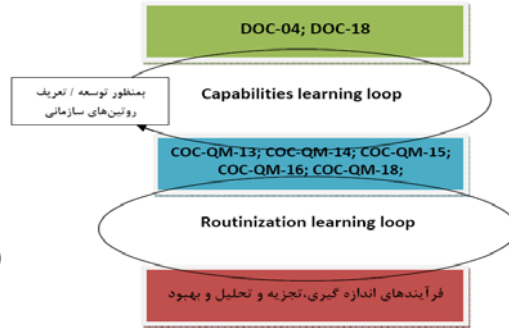 DOC-04; DOC-18
Capabilities learning loop
بمنظور توسعه / تعریف
روتین‌های سازمانی
COC-QM-13; COC-QM-14; COC-QM-15;
COC-QM-16; COC-QM-18;
Routinization learning loop
فرآیندهای اندازه گیری،تجزیه و تحلیل و بهبود